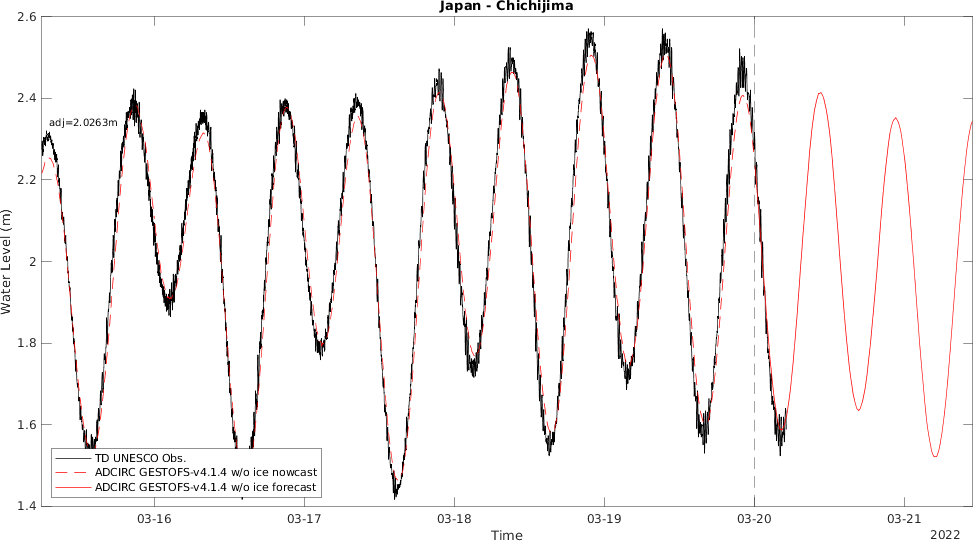 Japan - Chichijima
2.6
2.4
2.2
2
1.8
1.6
1.4
Water Level (m)
adj=2.0263m
TD UNESCO Obs.
ADCIRC GESTOFS-v4.1.4 w/o ice nowcast
ADCIRC GESTOFS-v4.1.4 w/o ice forecast
03-16 03-17 03-18 03-19 03-20 03-21
Time
2022